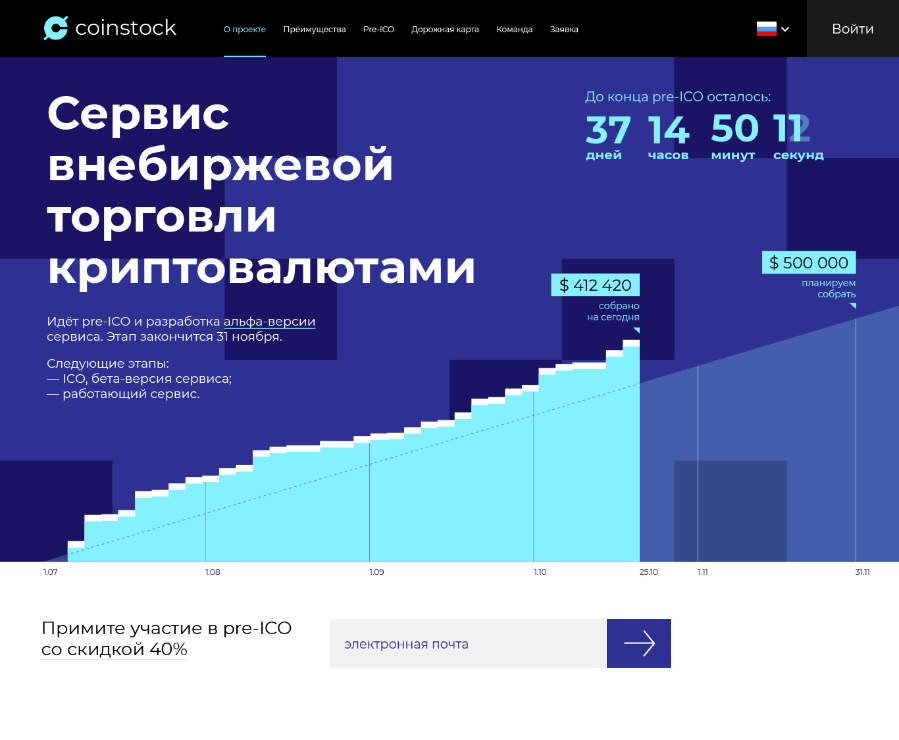 coinstock
О проекте Преимущества Pre-ICO Дорожная карта Команда Заявка
Войти
Сервис
внебиржевой
торговли
криптовалютами
До конца pre-ICO осталось:
37 14 50
дней часов минут секунд
$ 412 420
собрано
на сегодня
$ 500 000
планируем
собрать
Идёт pre-ICO и разработка альфа-версии
сервиса. Этап закончится 31 ноября.
Следующие этапы:
— ICO, бета-версия сервиса;
— работающий сервис.
1.07 1.08 1.09 1.10 25.10 1.11 31.11
Примите участие в pre-ICO
со скидкой 40%
электронная почта